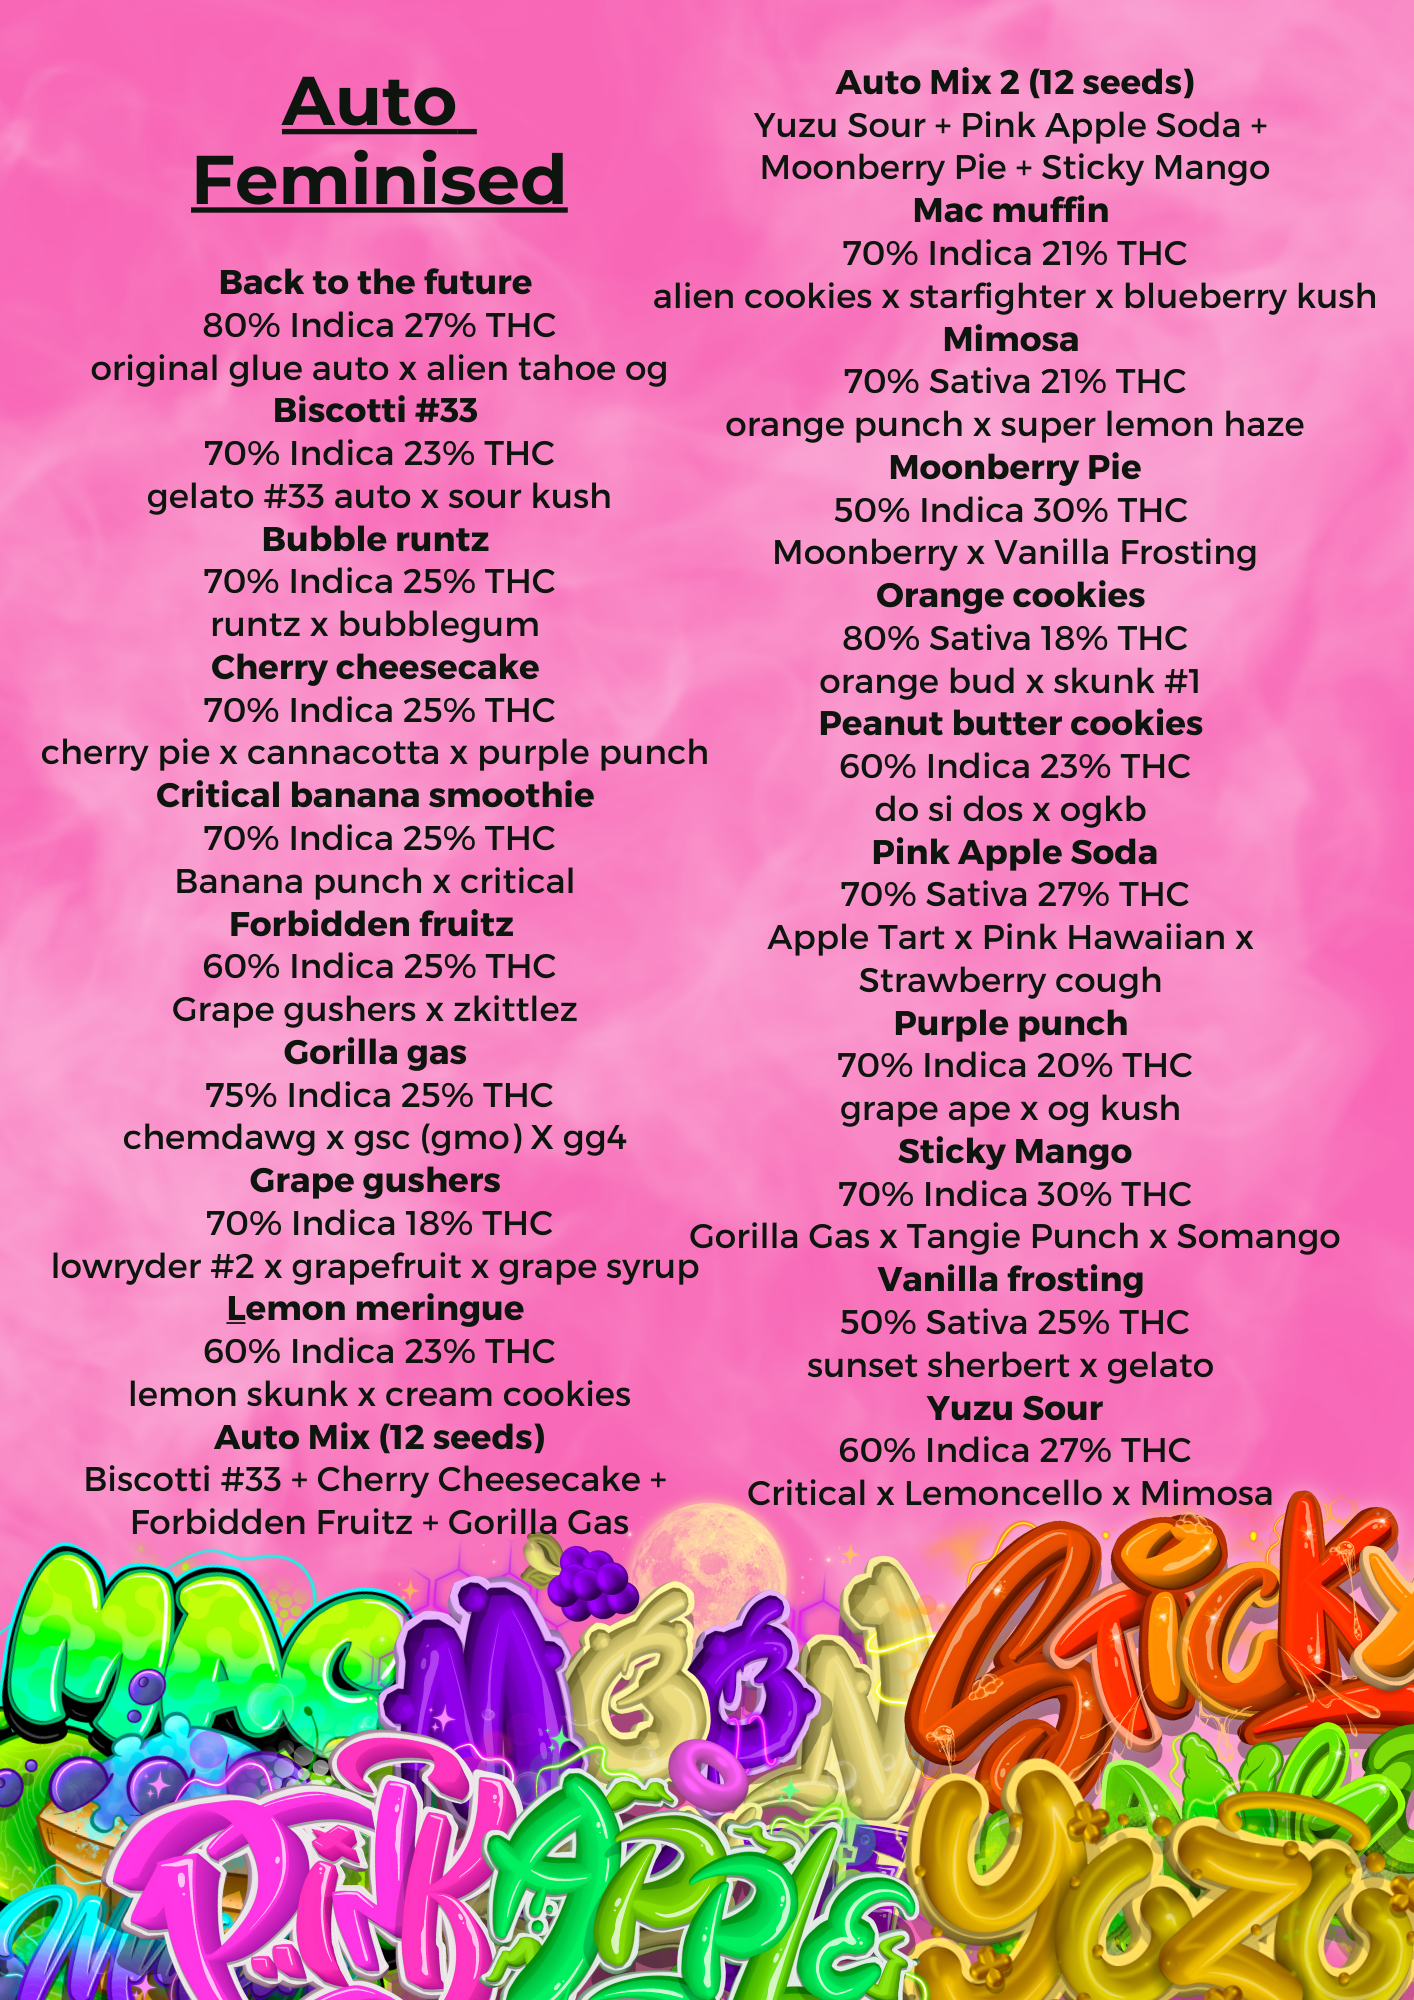 Auto
Feminised
Back to the future
80% Indica 27% THC
original glue auto x alien tahoe og
Biscotti #33
70% Indica 23% THC
gelato #33 auto x sour kush
Bubble runtz
70% Indica 25% THC
runtz x bubblegum
Cherry cheesecake
70% Indica 25% THC
cherry pie x cannacotta x purple punch
Critical banana smoothie
70% Indica 25% THC
Banana punch x critical
Forbidden fruitz
60% Indica 25% THC
Grape gushers x zkittlez
Gorilla gas
75% Indica 25% THC
chemdawg x gsc (gmo) X gg4
Grape gushers
70% Indica 18% THC
lowryder #2 x grapefruit x grape syrup
Lemon meringue
60% Indica 23% THC
lemon skunk x cream cookies
Auto Mix (12 seeds)
Biscotti #33 + Cherry Cheesecake +
Forbidden Fruitz + Gorilla Gas
Auto Mix 2 (12 seeds)
Yuzu Sour + Pink Apple Soda +
Moonberry Pie + Sticky Mango
Mac muffin
70% Indica 21% THC
alien cookies x starfighter x blueberry kush
Mimosa
70% Sativa 21% THC
orange punch x super lemon haze
Moonberry Pie
50% Indica 30% THC
Moonberry x Vanilla Frosting
Orange cookies
80% Sativa 18% THC
orange bud x skunk #1
Peanut butter cookies
60% Indica 23% THC
do si dos x ogkb
Pink Apple Soda
70% Sativa 27% THC
Apple Tart x Pink Hawaiian x
Strawberry cough
Purple punch
70% Indica 20% THC
grape ape x og kush
Sticky Mango
70% Indica 30% THC
Gorilla Gas x Tangie Punch x Somango
Vanilla frosting
50% Sativa 25% THC
sunset sherbert x gelato
Yuzu Sour
60% Indica 27% THC
Critical x Lemoncello x Mimosa
MAC
MOON
STICKY
PINK
APPLE
YUZU